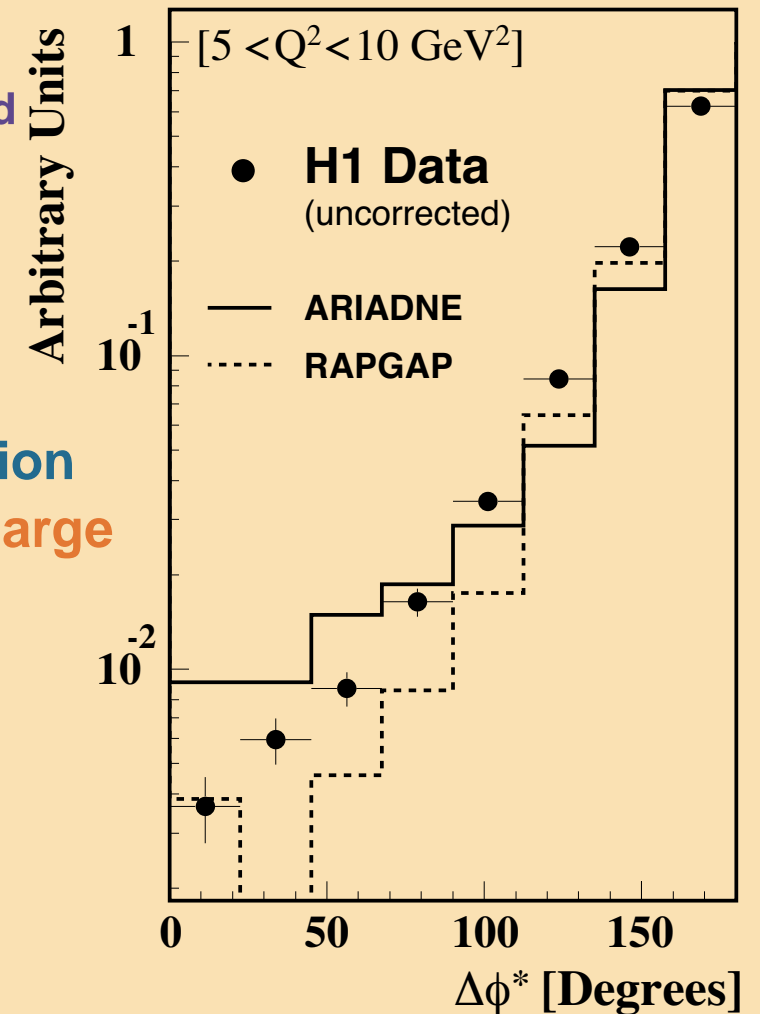 1
[5 <Q²<10 GeV²]
d
Arbitrary Units
H1 Data
(uncorrected)
ARIADNE
10⁻¹
RAPGAP
ion
arge
10⁻²
0 50 100 150
Δϕ* [Degrees]